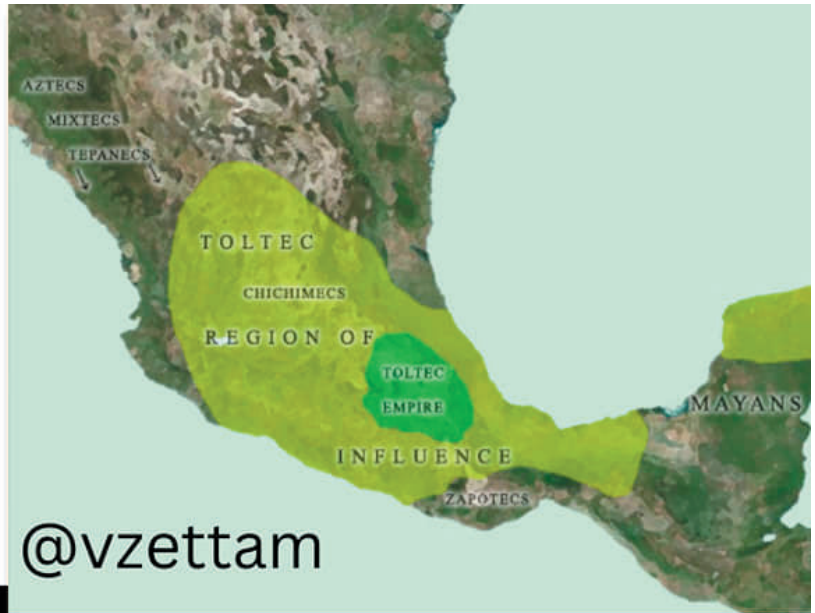 AZTECS
MIXTECS
TEPANECS
TOLTEC
CHICHIMECS
REGION OF
TOLTEC
EMPIRE
MAYANS
INFLUENCE
ZAPOTECS
@vzettam